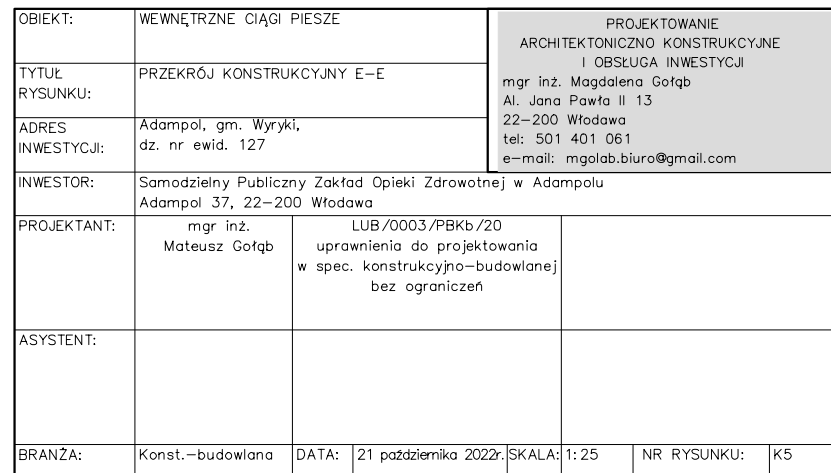 OBIEKT: WEWNĘTRZNE CIĄGI PIESZE
PROJEKTOWANIE
ARCHITEKTONICZNO KONSTRUKCYJNE
I OBSŁUGA INWESTYCJI
mgr inż. Magdalena Gołąb
Al. Jana Pawła II 13
22-200 Włodawa
tel: 501 401 061
e-mail: mgolab.biuro@gmail.com
TYTUŁ
RYSUNKU:
PRZEKRÓJ KONSTRUKCYJNY E-E
ADRES
INWESTYCJI:
Adampol, gm. Wyryki,
dz. nr ewid. 127
INWESTOR:
Samodzielny Publiczny Zakład Opieki Zdrowotnej w Adampolu
Adampol 37, 22-200 Włodawa
PROJEKTANT:
mgr inż.
Mateusz Gołąb
LUB/0003/PBKb/20
uprawnienia do projektowania
w spec. konstrukcyjno-budowlanej
bez ograniczeń
ASYSTENT:
BRANŻA: Konst.-budowlana DATA: 21 października 2022r. SKALA: 1:25 NR RYSUNKU: K5